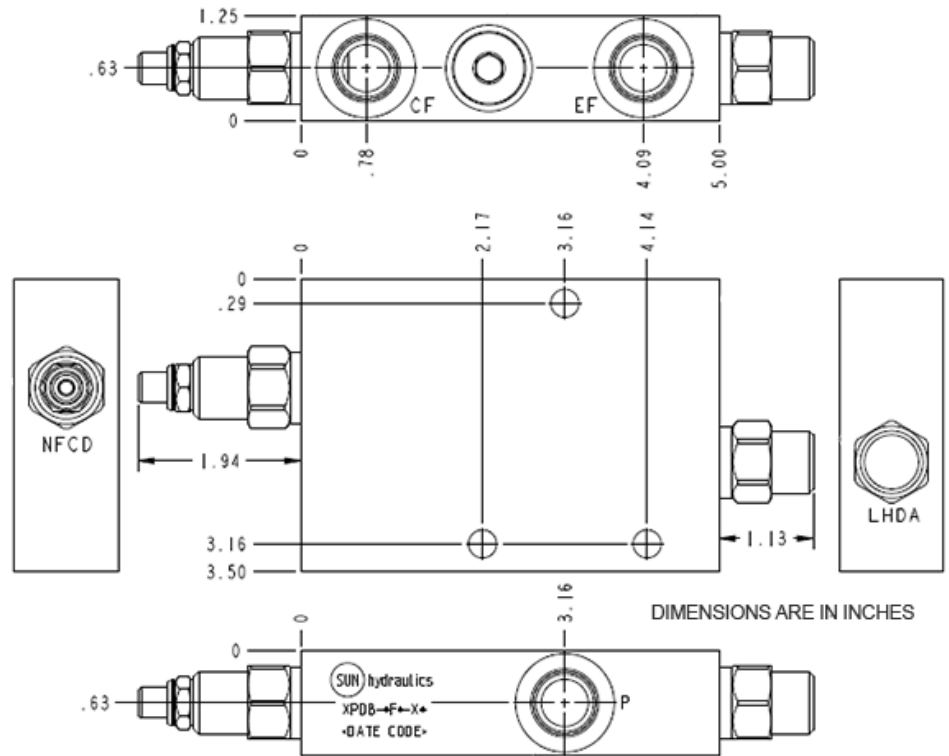 1.25
.63
0
CF
EF
0
.78
4.09
5.00
0
2.17
3.16
4.14
0
.29
NFCD
1.94
LHDA
1.13
3.16
3.50
0
3.16
DIMENSIONS ARE IN INCHES
0
SUN hydraulics
.63
XPDB-*F*-X*
P
<DATE CODE>